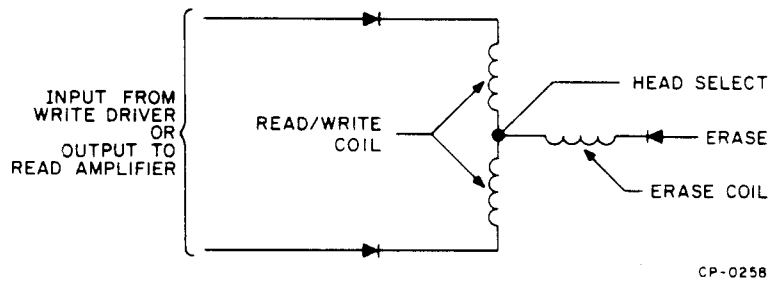 INPUT FROM
WRITE DRIVER
OR
OUTPUT TO
READ AMPLIFIER
READ/WRITE
COIL
HEAD SELECT
ERASE
ERASE COIL
CP-0258